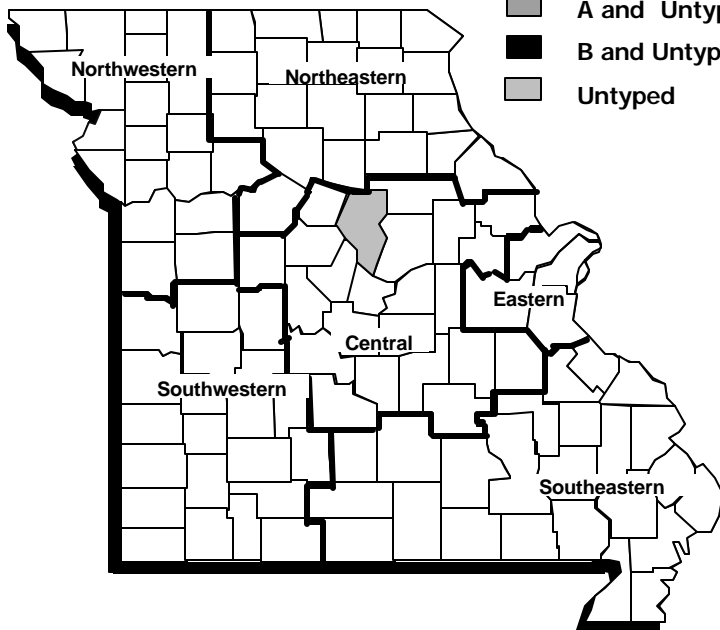 A and Untyp
B and Untyp
Untyped
Northwestern
Northeastern
Eastern
Central
Southwestern
Southeastern